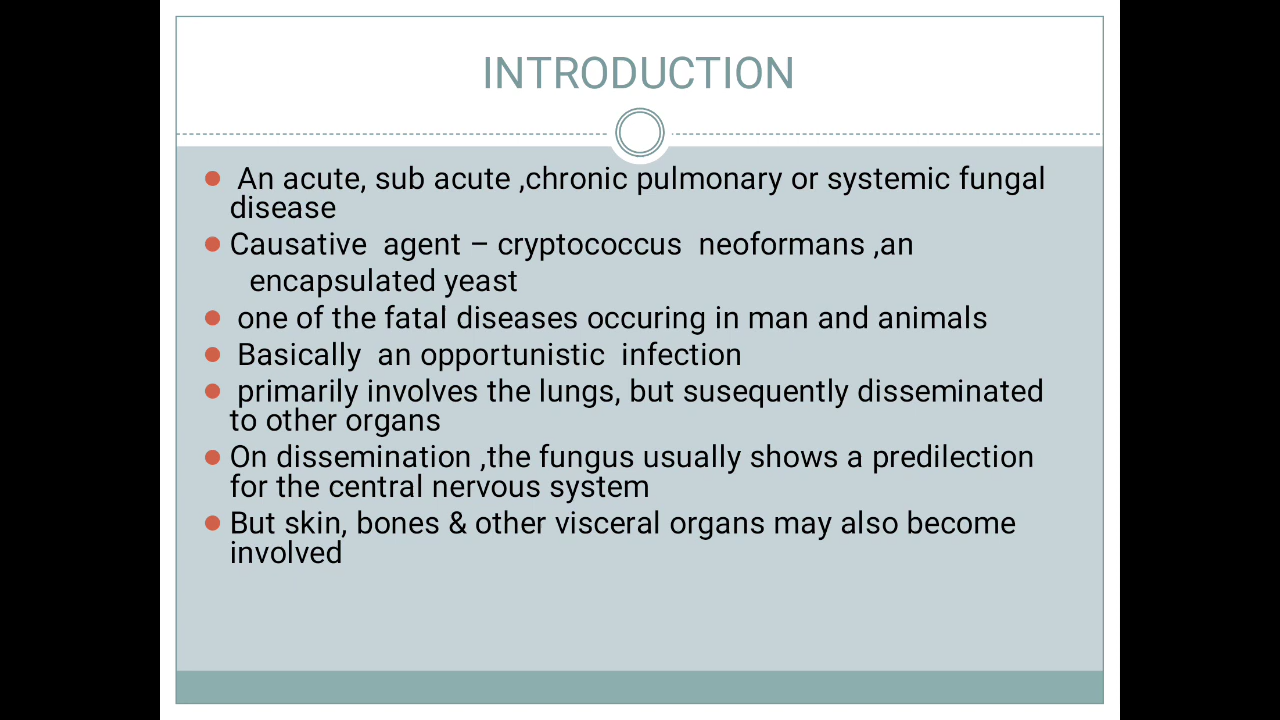 INTRODUCTION
An acute, sub acute ,chronic pulmonary or systemic fungal
disease
Causative agent – cryptococcus neoformans ,an
encapsulated yeast
one of the fatal diseases occuring in man and animals
Basically an opportunistic infection
primarily involves the lungs, but susequently disseminated
to other organs
On dissemination ,the fungus usually shows a predilection
for the central nervous system
But skin, bones & other visceral organs may also become
involved